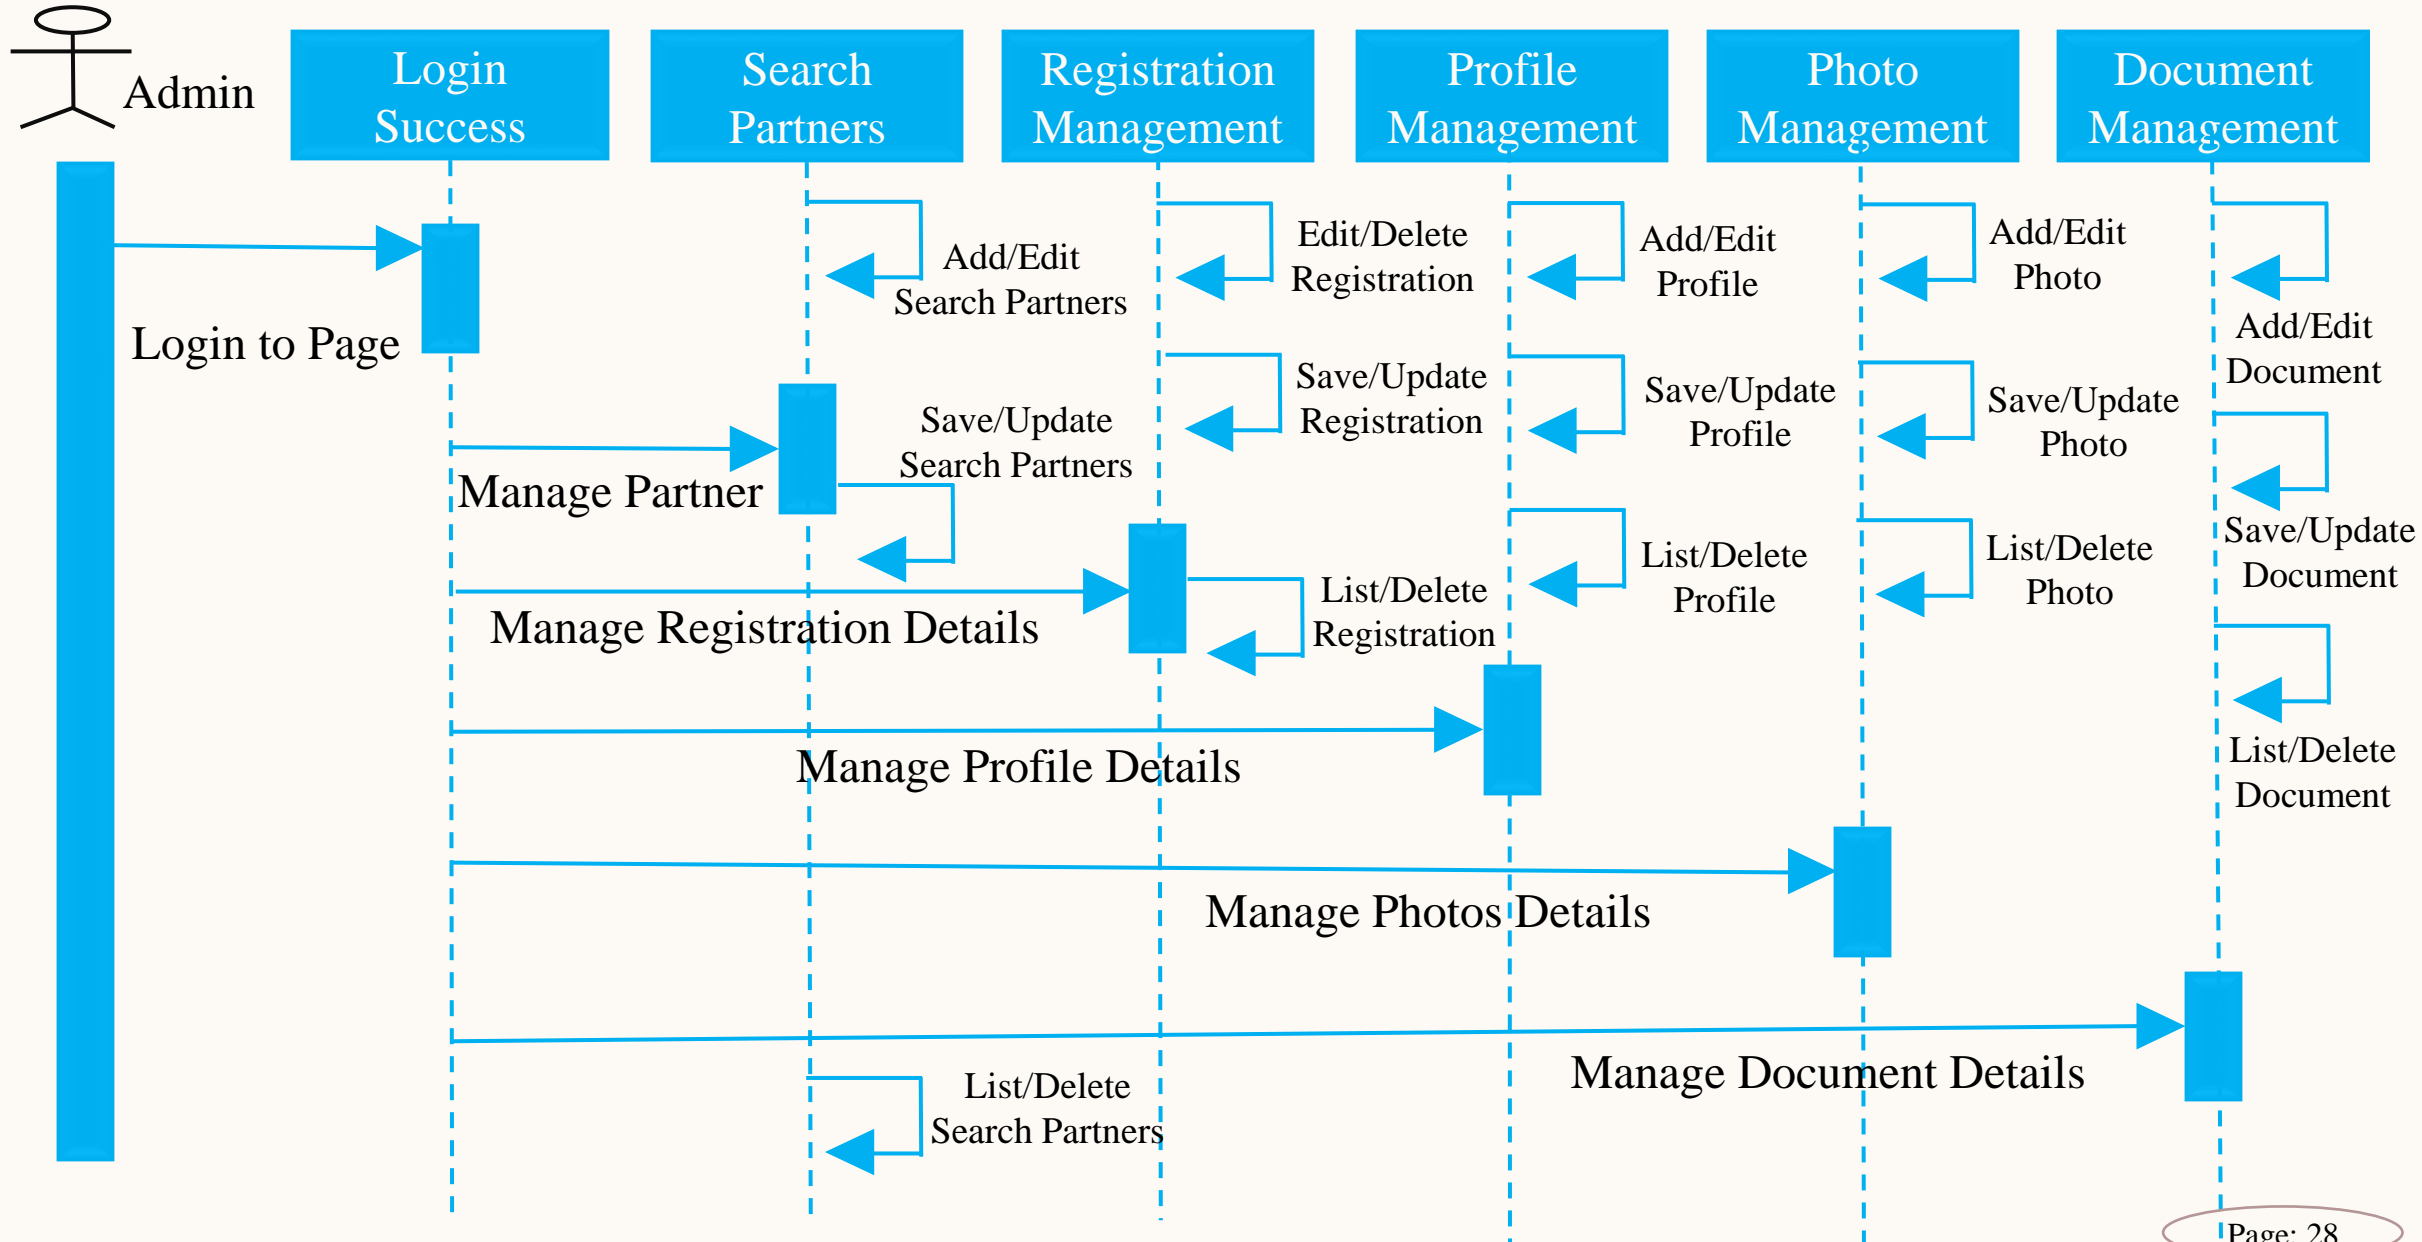 Admin
Login
Success
Search
Partners
Registration
Management
Profile
Management
Photo
Management
Document
Management
Login to Page
Add/Edit
Search Partners
Edit/Delete
Registration
Add/Edit
Profile
Add/Edit
Photo
Add/Edit
Document
Save/Update
Search Partners
Save/Update
Registration
Save/Update
Profile
Save/Update
Photo
Save/Update
Document
Manage Partner
List/Delete
Registration
List/Delete
Profile
List/Delete
Photo
List/Delete
Document
Manage Registration Details
Manage Profile Details
Manage Photos Details
Manage Document Details
List/Delete
Search Partners
Page: 28